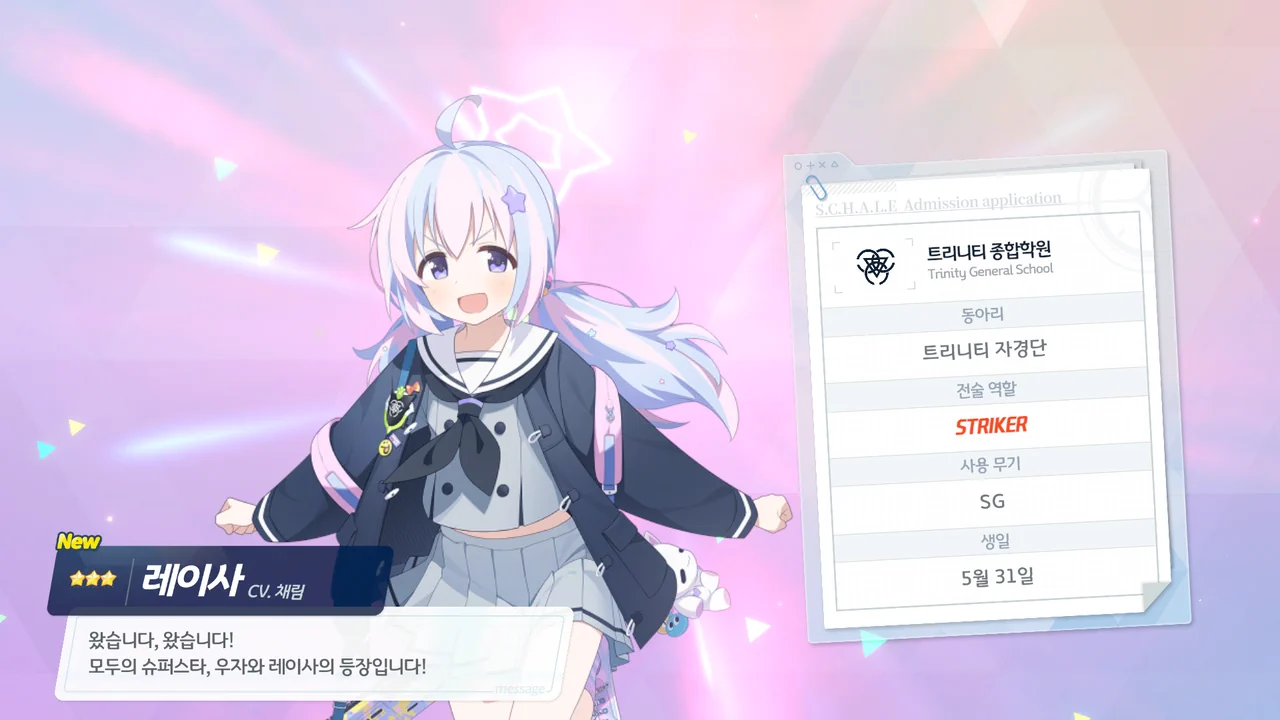 S.C.H.A.L.E Admission application
트리니티 종합학원
Trinity General School
동아리
트리니티 자경단
전술 역할
STRIKER
사용 무기
SG
생일
5월 31일
New
레이사 CV. 채림
왔습니다, 왔습니다!
모두의 슈퍼스타, 우자와 레이사의 등장입니다!
message